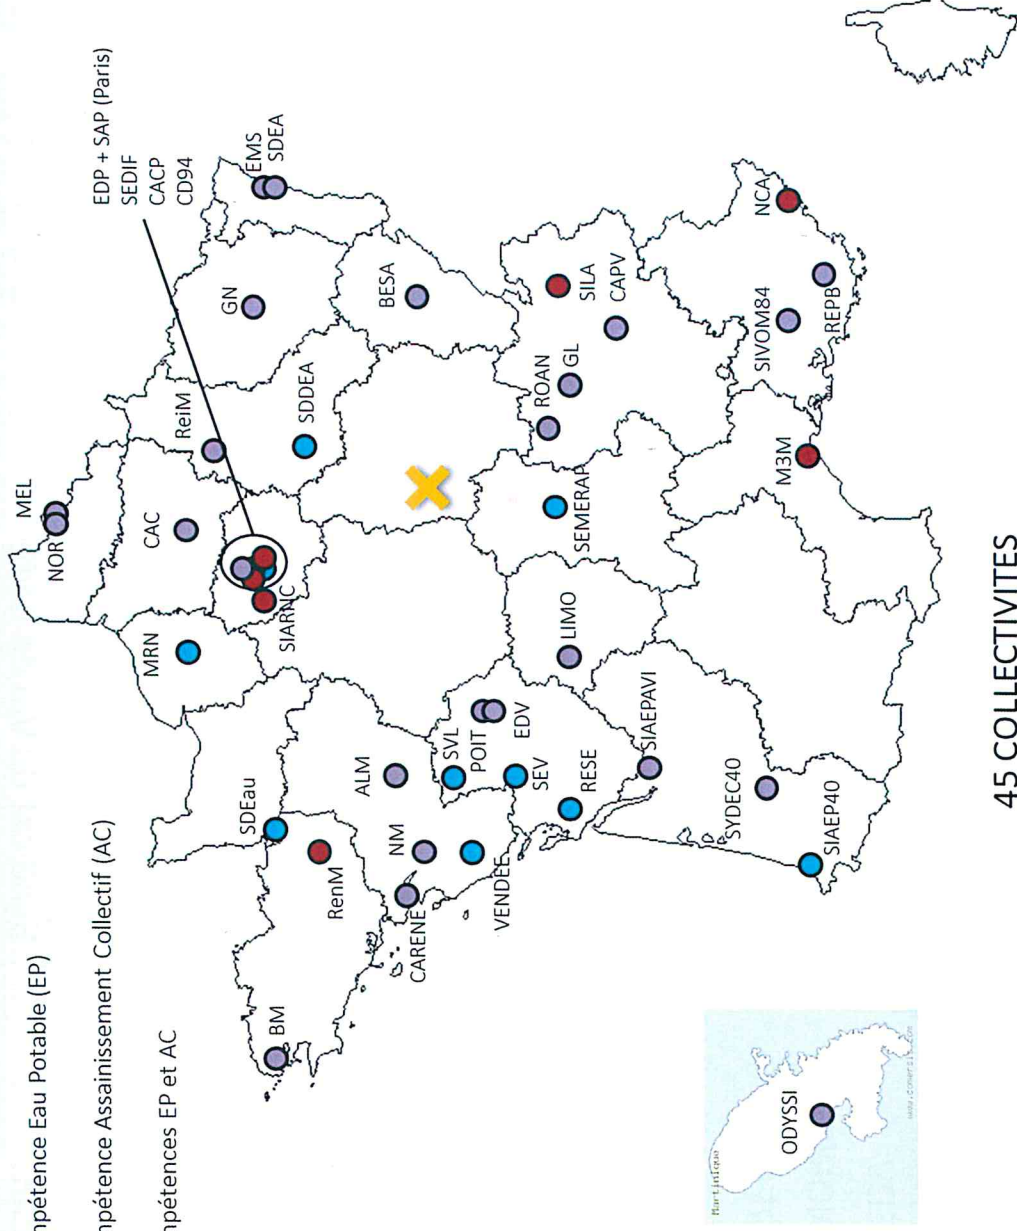 mpétence Eau Potable (EP)
mpétence Assainissement Collectif (AC)
mpétences EP et AC
EDP + SAP (Paris)
SEDIF
CACP
CD94
MEL
NOR
CAC
ReiM
MRN
SIARNC
GN
EMS
SDEA
SDDEA
BESA
SDEau
RenM
BM
ALM
NM
CARENE
VENDEE
SVL
POIT
EDV
SEV
RESE
LIMO
SEMERAP
ROAN
GL
SILA
CAPV
SIAEPAVI
SYDEC40
SIAEP40
M3M
SIVOM84
REPB
NCA
Martinique
ODYSSI
45 COLLECTIVITES